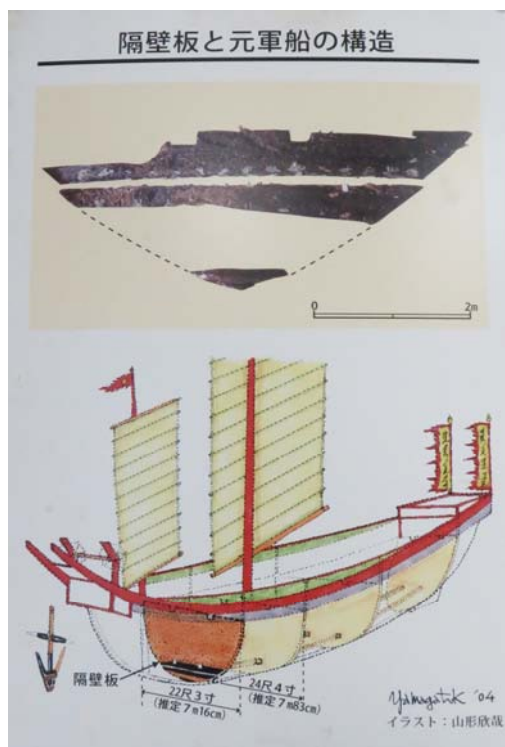 隔壁板と元軍船の構造
0
2m
隔壁板
22尺3寸
(推定7m16cm)
24尺4寸
(推定7m83cm)
'04
イラスト:山形欣哉